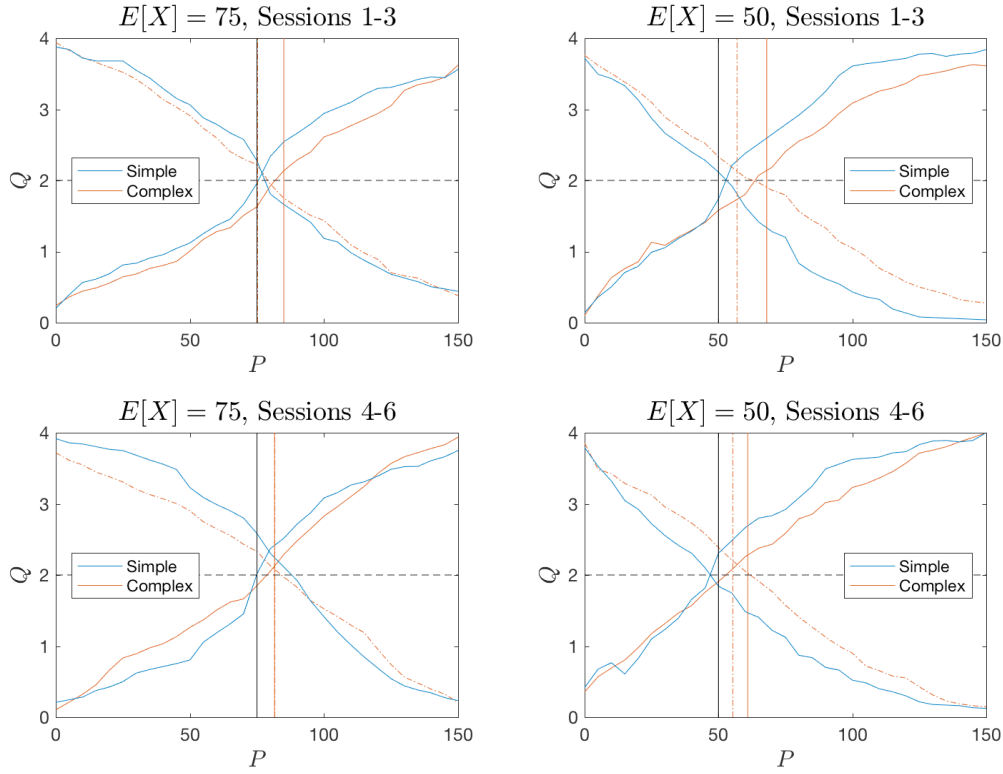 E[X] = 75, Sessions 1-3
4
3
2
1
0
Q
Simple
Complex
0
50
100
150
P
E[X] = 50, Sessions 1-3
4
3
2
1
0
Q
Simple
Complex
0
50
100
150
P
E[X] = 75, Sessions 4-6
4
3
2
1
0
Q
Simple
Complex
0
50
100
150
P
E[X] = 50, Sessions 4-6
4
3
2
1
0
Q
Simple
Complex
0
50
100
150
P